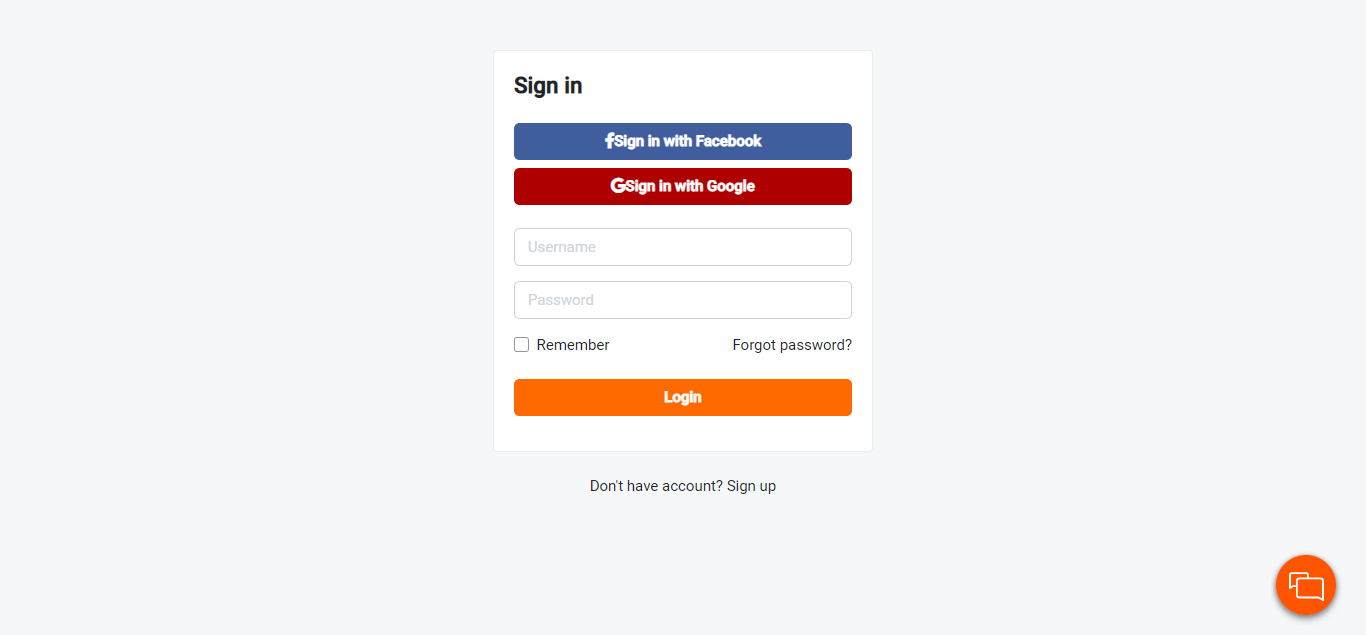 Sign in
Sign in with Facebook
Sign in with Google
Username
Password
Remember Forgot password?
Login
Don't have account? Sign up